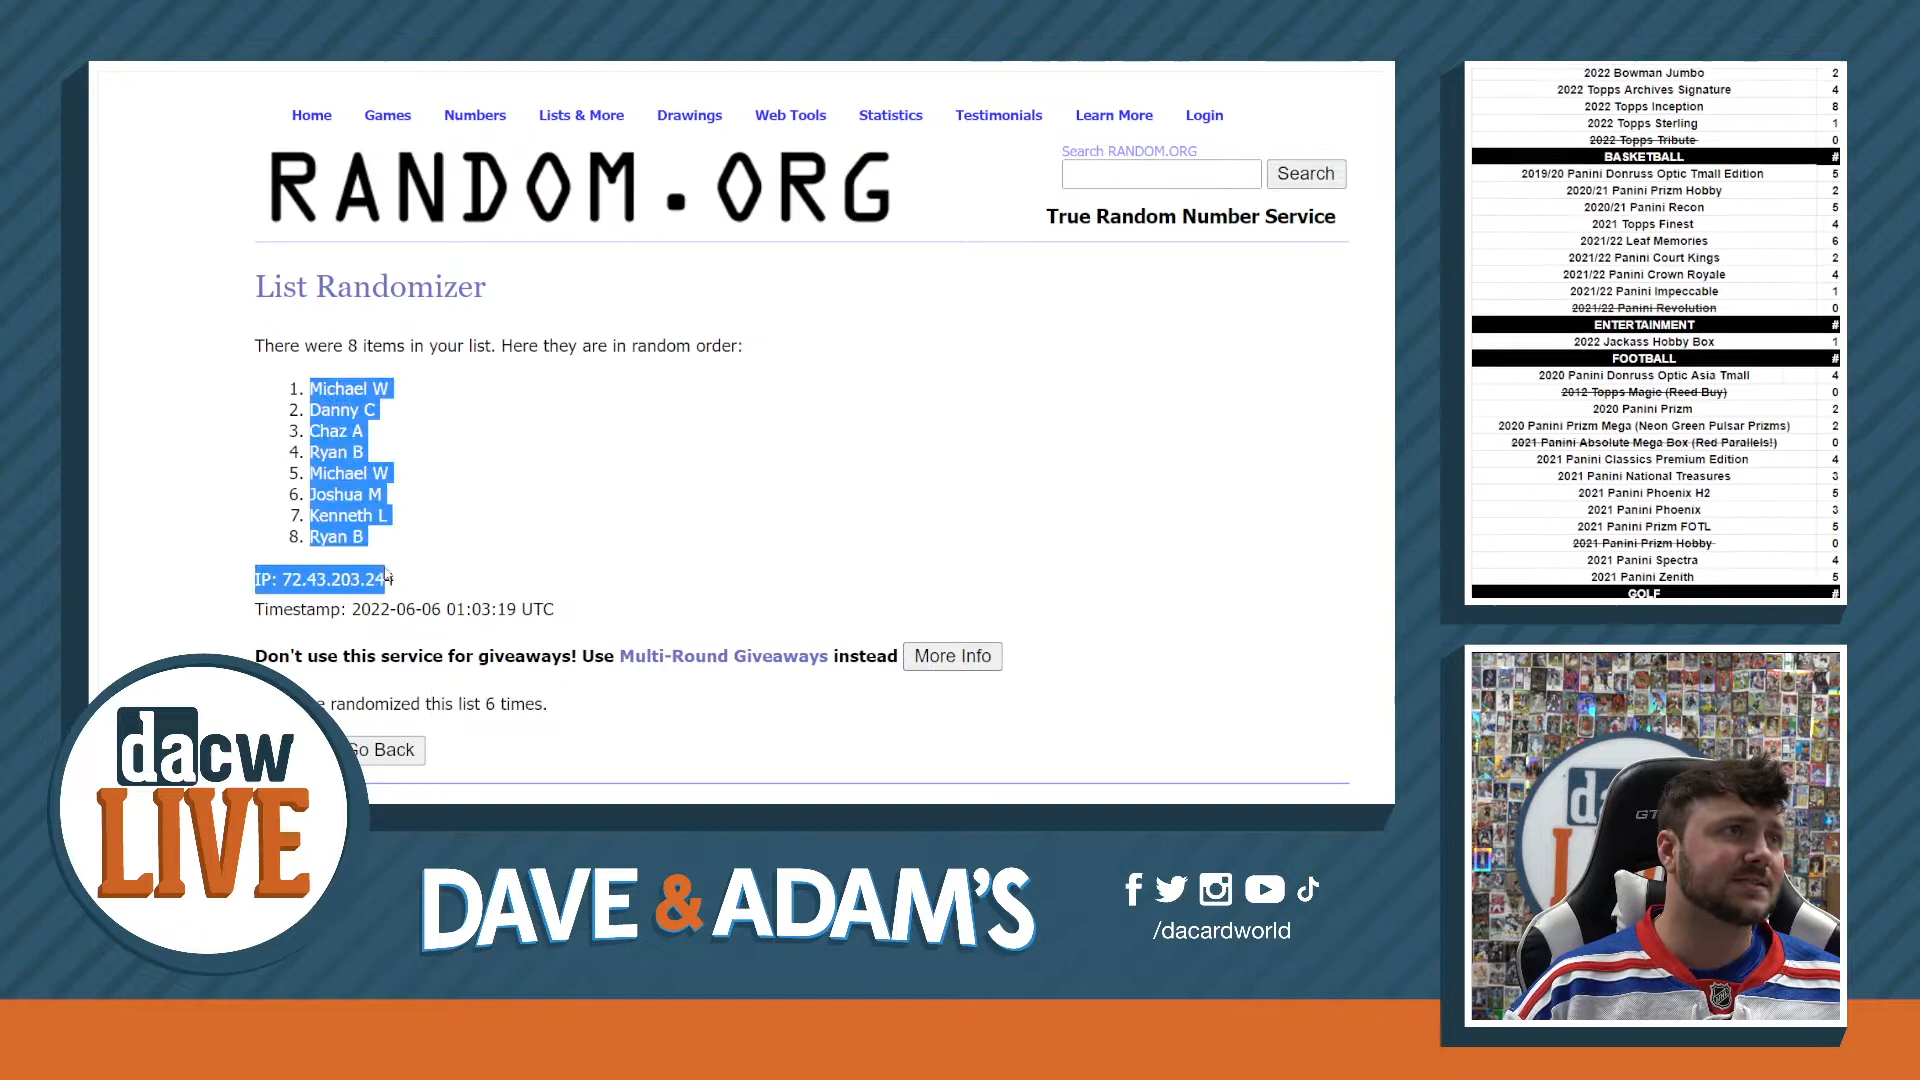 Home Games Numbers Lists & More Drawings Web Tools Statistics Testimonials Learn More Login
RANDOM.ORG
Search RANDOM.ORG
Search
True Random Number Service
List Randomizer
There were 8 items in your list. Here they are in random order:
1. Michael W
2. Danny C
3. Chaz A
4. Ryan B
5. Michael W
6. Joshua M
7. Kenneth L
8. Ryan B
IP: 72.43.203.244
Timestamp: 2022-06-06 01:03:19 UTC
Don't use this service for giveaways! Use Multi-Round Giveaways instead More Info
randomized this list 6 times.
Go Back
dacw
LIVE
DAVE & ADAM'S
/dacardworld
2022 Bowman Jumbo 2
2022 Topps Archives Signature 4
2022 Topps Inception 8
2022 Topps Sterling 1
2022 Topps Tribute 0
BASKETBALL #
2019/20 Panini Donruss Optic Tmall Edition 5
2020/21 Panini Prizm Hobby 2
2020/21 Panini Recon 5
2021 Topps Finest 4
2021/22 Leaf Memories 6
2021/22 Panini Court Kings 2
2021/22 Panini Crown Royale 4
2021/22 Panini Impeccable 1
2021/22 Panini Revolution 0
ENTERTAINMENT #
2022 Jackass Hobby Box 1
FOOTBALL #
2020 Panini Donruss Optic Asia Tmall 4
2012 Topps Magic (Reed Buy) 0
2020 Panini Prizm 2
2020 Panini Prizm Mega (Neon Green Pulsar Prizms) 2
2021 Panini Absolute Mega Box (Red Parallels!) 0
2021 Panini Classics Premium Edition 4
2021 Panini National Treasures 3
2021 Panini Phoenix H2 5
2021 Panini Phoenix 3
2021 Panini Prizm FOTL 5
2021 Panini Prizm Hobby 0
2021 Panini Spectra 4
2021 Panini Zenith 5
GOLF #